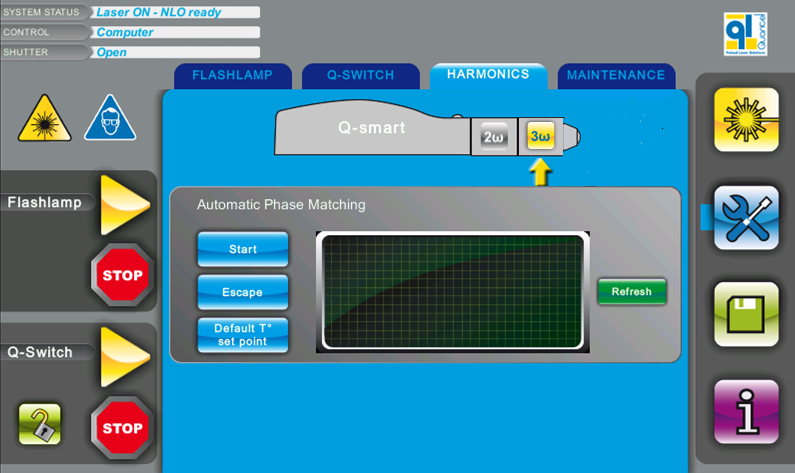 SYSTEM STATUS Laser ON - NLO ready
CONTROL Computer
SHUTTER Open
ql
Quantel
Pulsed Laser Solutions
FLASHLAMP Q-SWITCH HARMONICS MAINTENANCE
Q-smart 2ω 3ω
Flashlamp
STOP
Automatic Phase Matching
Start
Escape
Default T°
set point
Refresh
Q-Switch
STOP
i